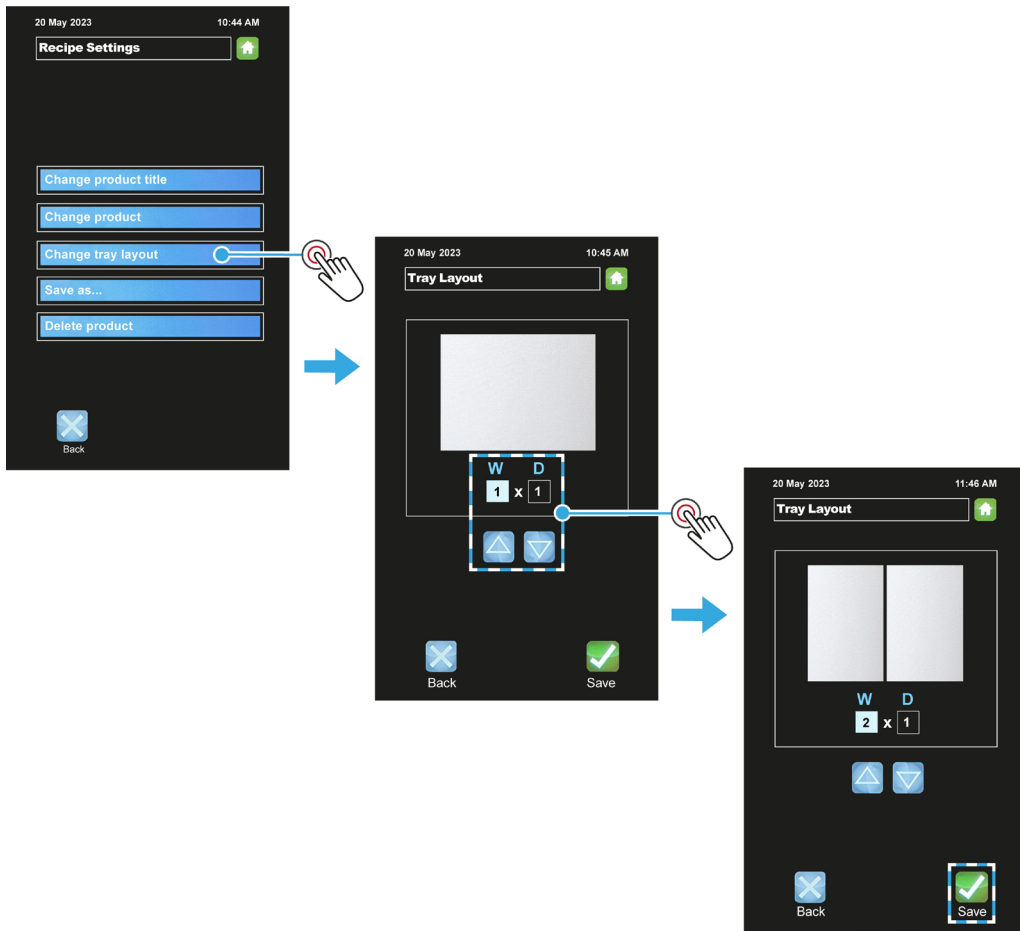 20 May 2023 10:44 AM
Recipe Settings
Change product title
Change product
Change tray layout
Save as...
Delete product
Back
20 May 2023 10:45 AM
Tray Layout
W D
1 x 1
Back Save
20 May 2023 11:46 AM
Tray Layout
W D
2 x 1
Back Save